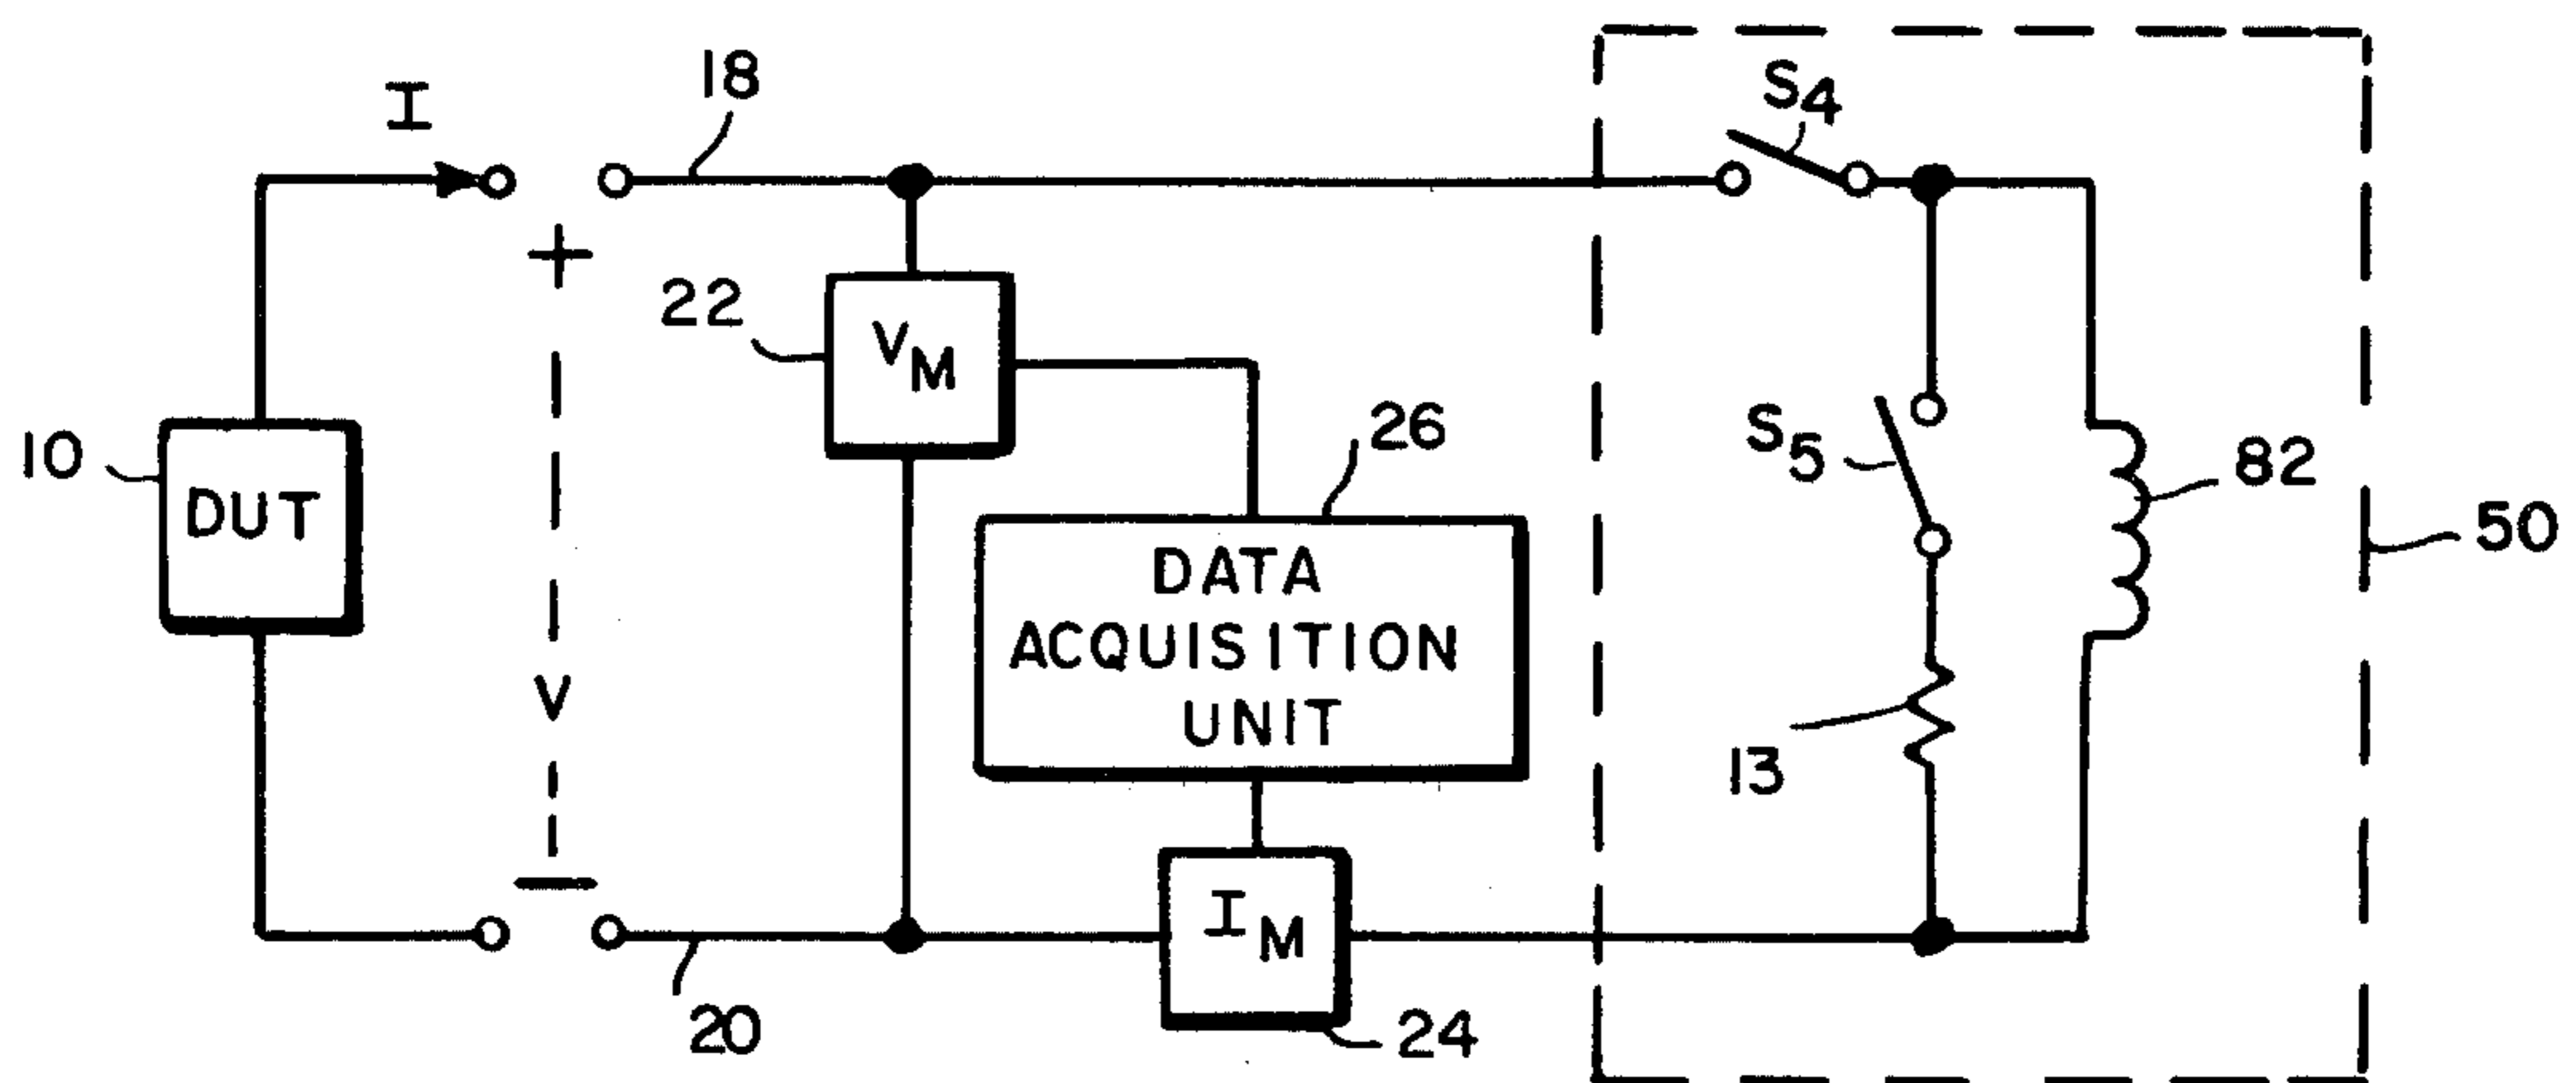 I
18
S4
+
22
VM
26
10
DUT
S5
82
50
DATA
ACQUISITION
UNIT
V
13
−
IM
20
24